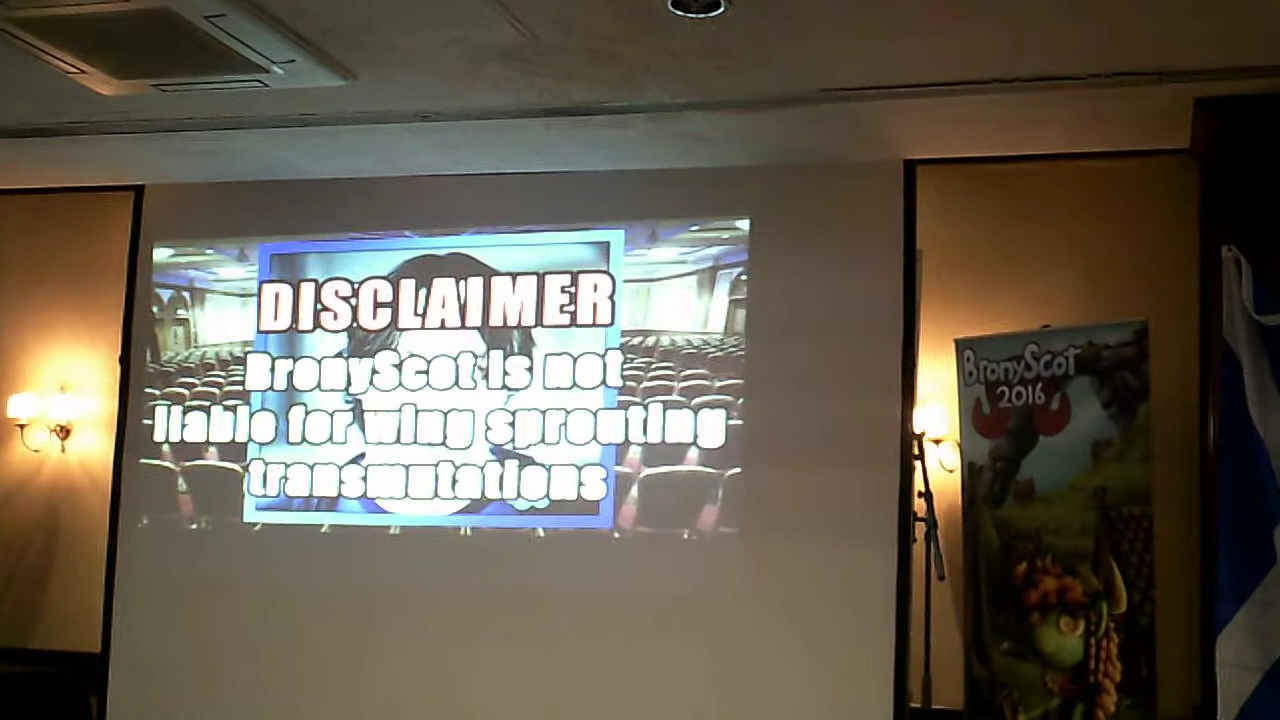 DISCLAIMER
BronyScot is not
liable for wing sprouting
transmutations
BronyScot
2016